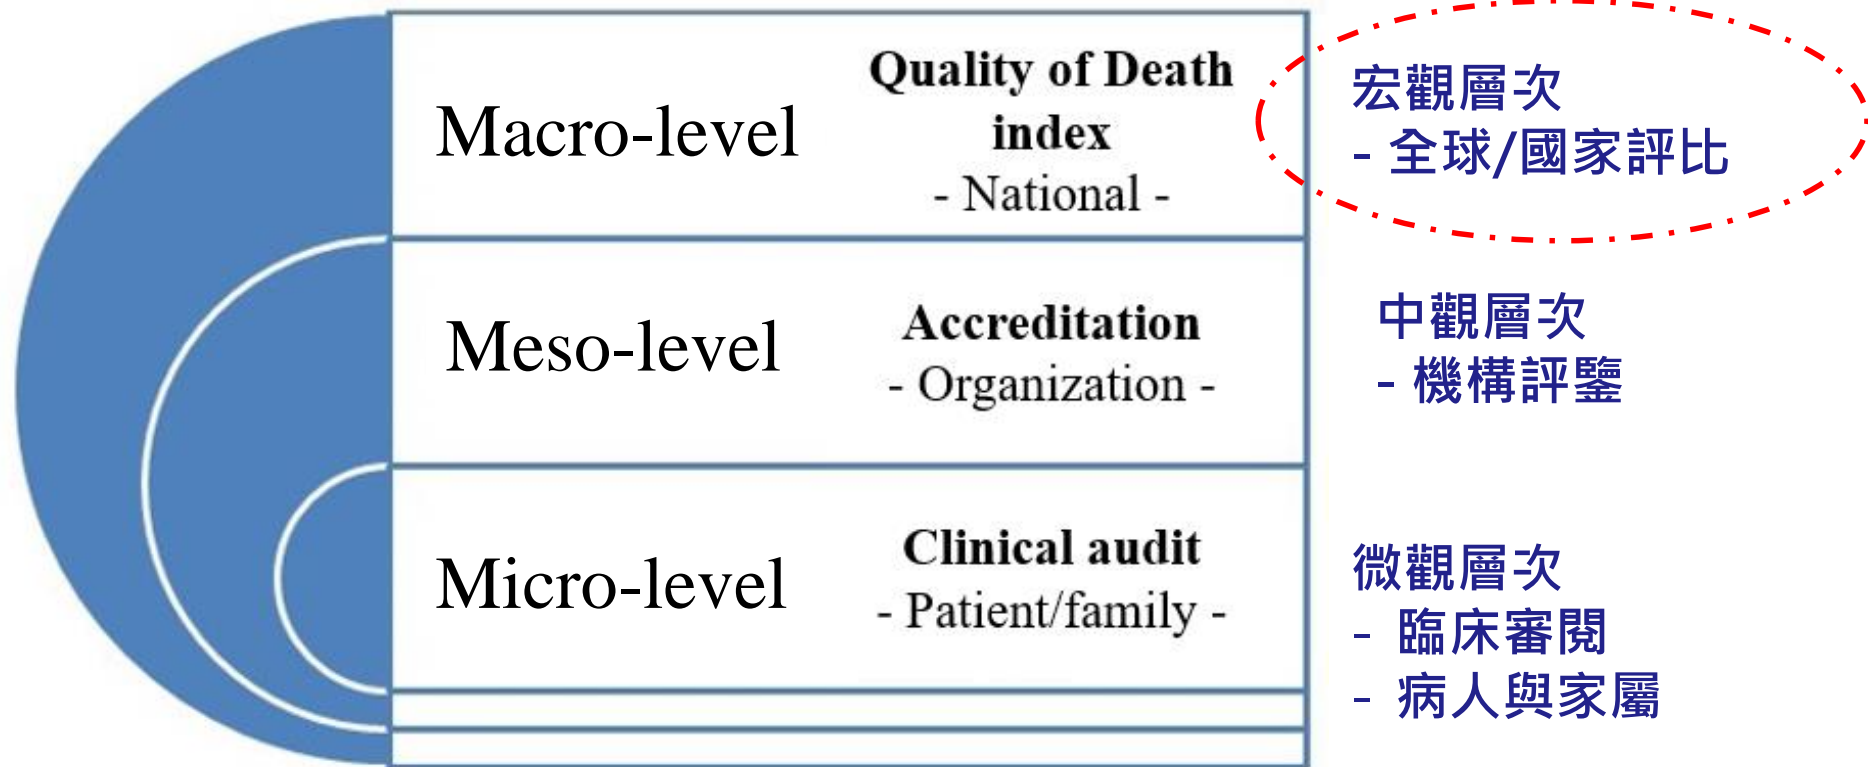 Macro-level
Quality of Death
index
- National -
宏觀層次
- 全球/國家評比
Meso-level
Accreditation
- Organization -
中觀層次
- 機構評鑒
Micro-level
Clinical audit
- Patient/family -
微觀層次
- 臨床審閱
- 病人與家屬